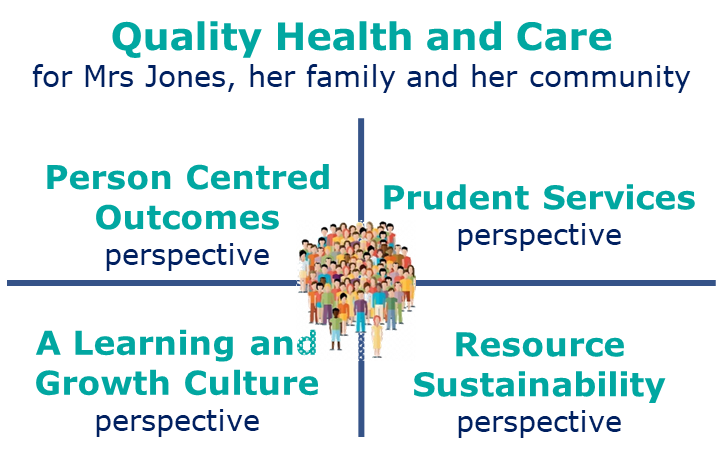 Quality Health and Care
for Mrs Jones, her family and her community
Person Centred
Outcomes
perspective
Prudent Services
perspective
A Learning and
Growth Culture
perspective
Resource
Sustainability
perspective